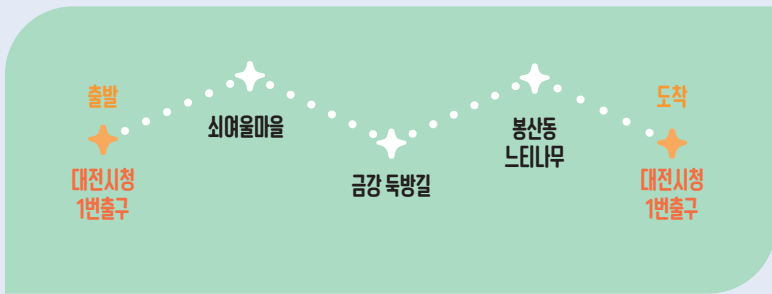 출발
대전시청
1번출구
쇠여울마을
금강 둑방길
봉산동
느티나무
도착
대전시청
1번출구